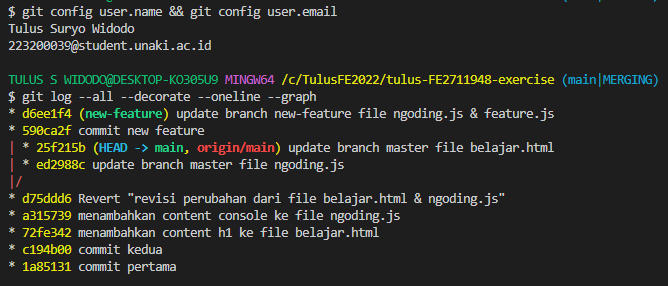 $ git config user.name && git config user.email
Tulus Suryo Widodo
223200039@student.unaki.ac.id
TULUS S WIDODO@DESKTOP-KO305U9 MINGW64 /c/TulusFE2022/tulus-FE2711948-exercise (main|MERGING)
$ git log --all --decorate --oneline --graph
* d6ee1f4 (new-feature) update branch new-feature file ngoding.js & feature.js
* 590ca2f commit new feature
| * 25f215b (HEAD -> main, origin/main) update branch master file belajar.html
| * ed2988c update branch master file ngoding.js
|/
* d75ddd6 Revert "revisi perubahan dari file belajar.html & ngoding.js"
* a315739 menambahkan content console ke file ngoding.js
* 72fe342 menambahkan content h1 ke file belajar.html
* c194b00 commit kedua
* 1a85131 commit pertama